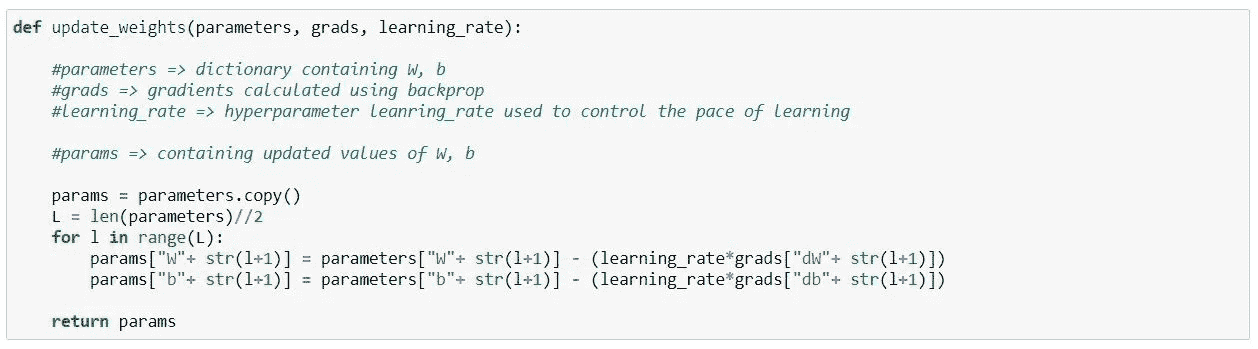 def update_weights(parameters, grads, learning_rate):
#parameters => dictionary containing W, b
#grads => gradients calculated using backprop
#learning_rate => hyperparameter leanring_rate used to control the pace of learning
#params => containing updated values of W, b
params = parameters.copy()
L = len(parameters)//2
for l in range(L):
params["W"+ str(l+1)] = parameters["W"+ str(l+1)] - (learning_rate*grads["dW"+ str(l+1)])
params["b"+ str(l+1)] = parameters["b"+ str(l+1)] - (learning_rate*grads["db"+ str(l+1)])
return params